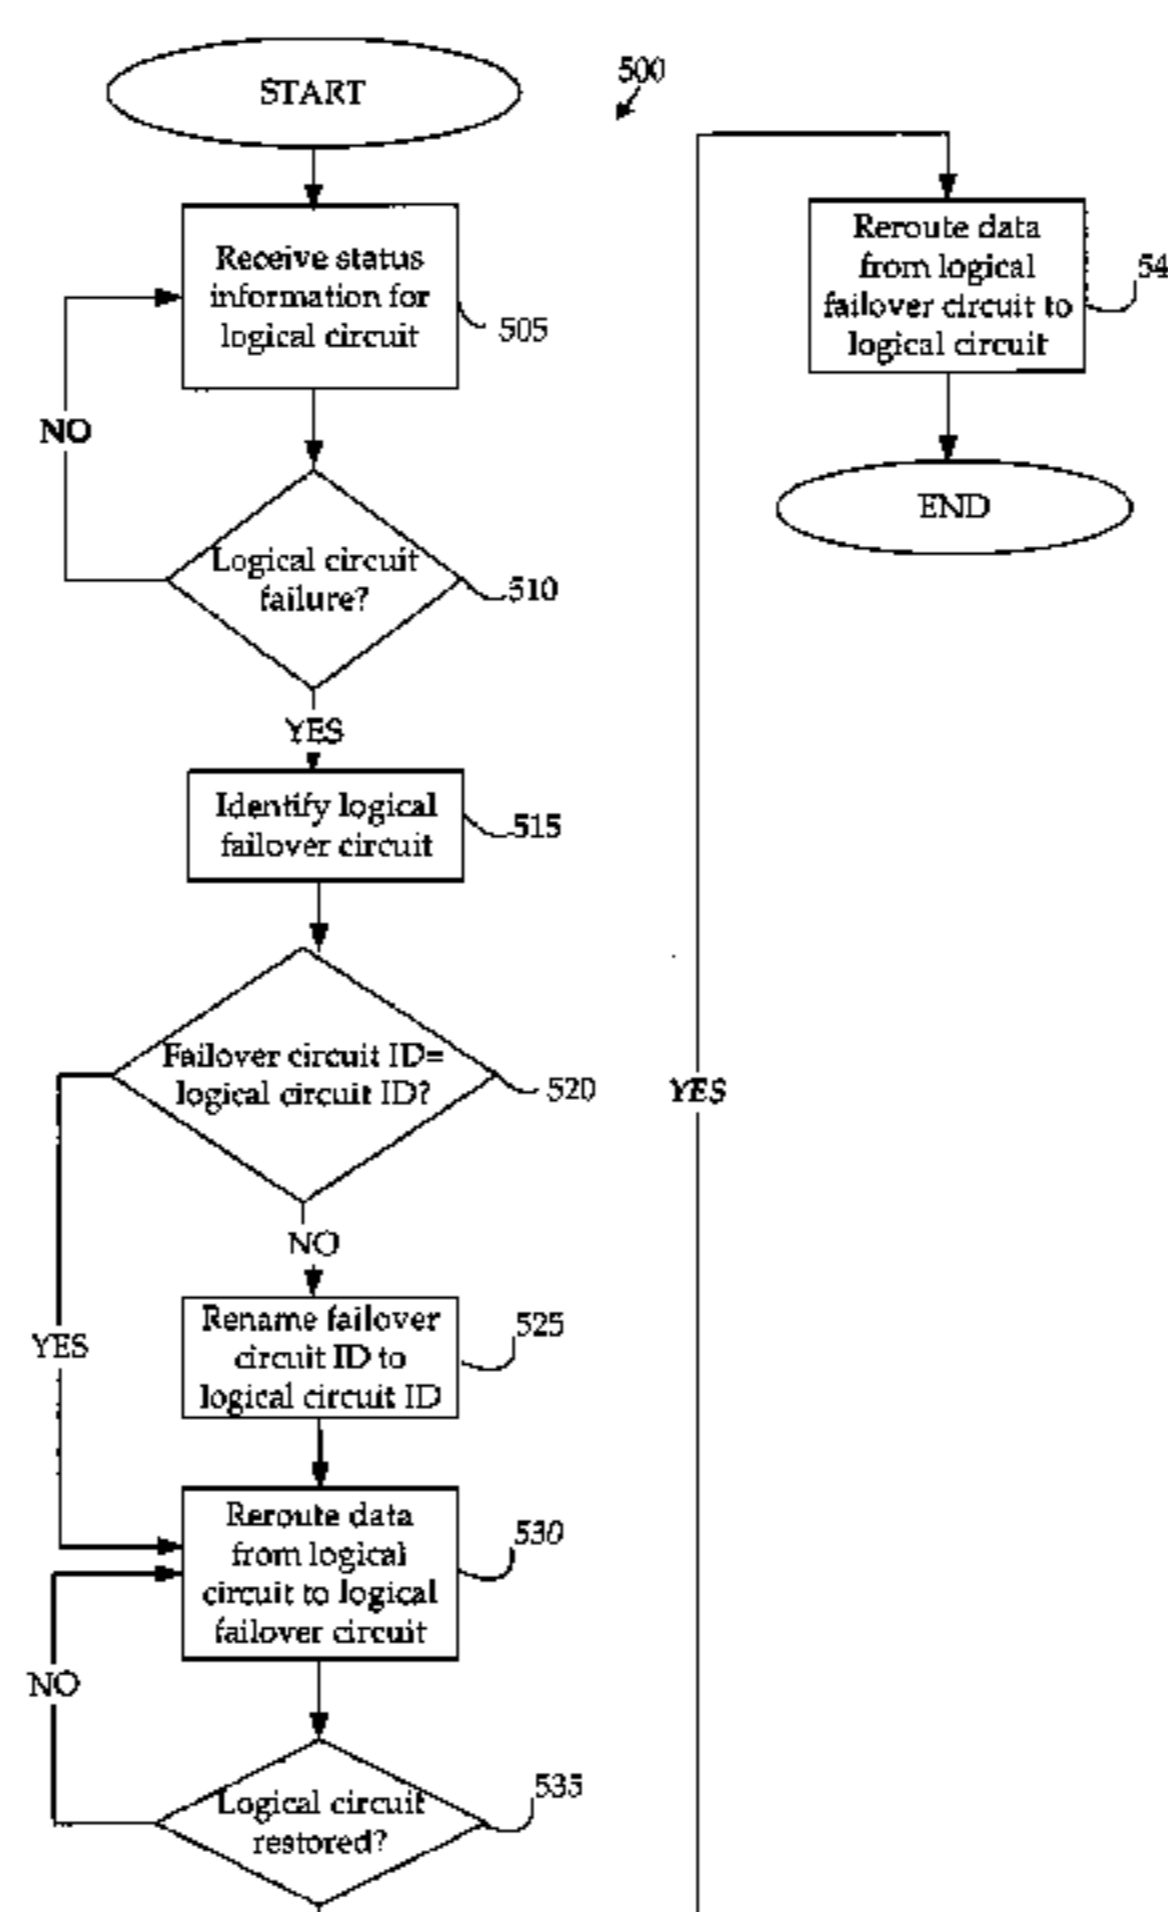 START
500
Receive status
information for
logical circuit
505
NO
Logical circuit
failure?
510
YES
Identify logical
failover circuit
515
Failover circuit ID=
logical circuit ID?
520
NO
YES
Rename failover
circuit ID to
logical circuit ID
525
Reroute data
from logical
circuit to logical
failover circuit
530
NO
Logical circuit
restored?
535
YES
Reroute data
from logical
failover circuit to
logical circuit
54
END